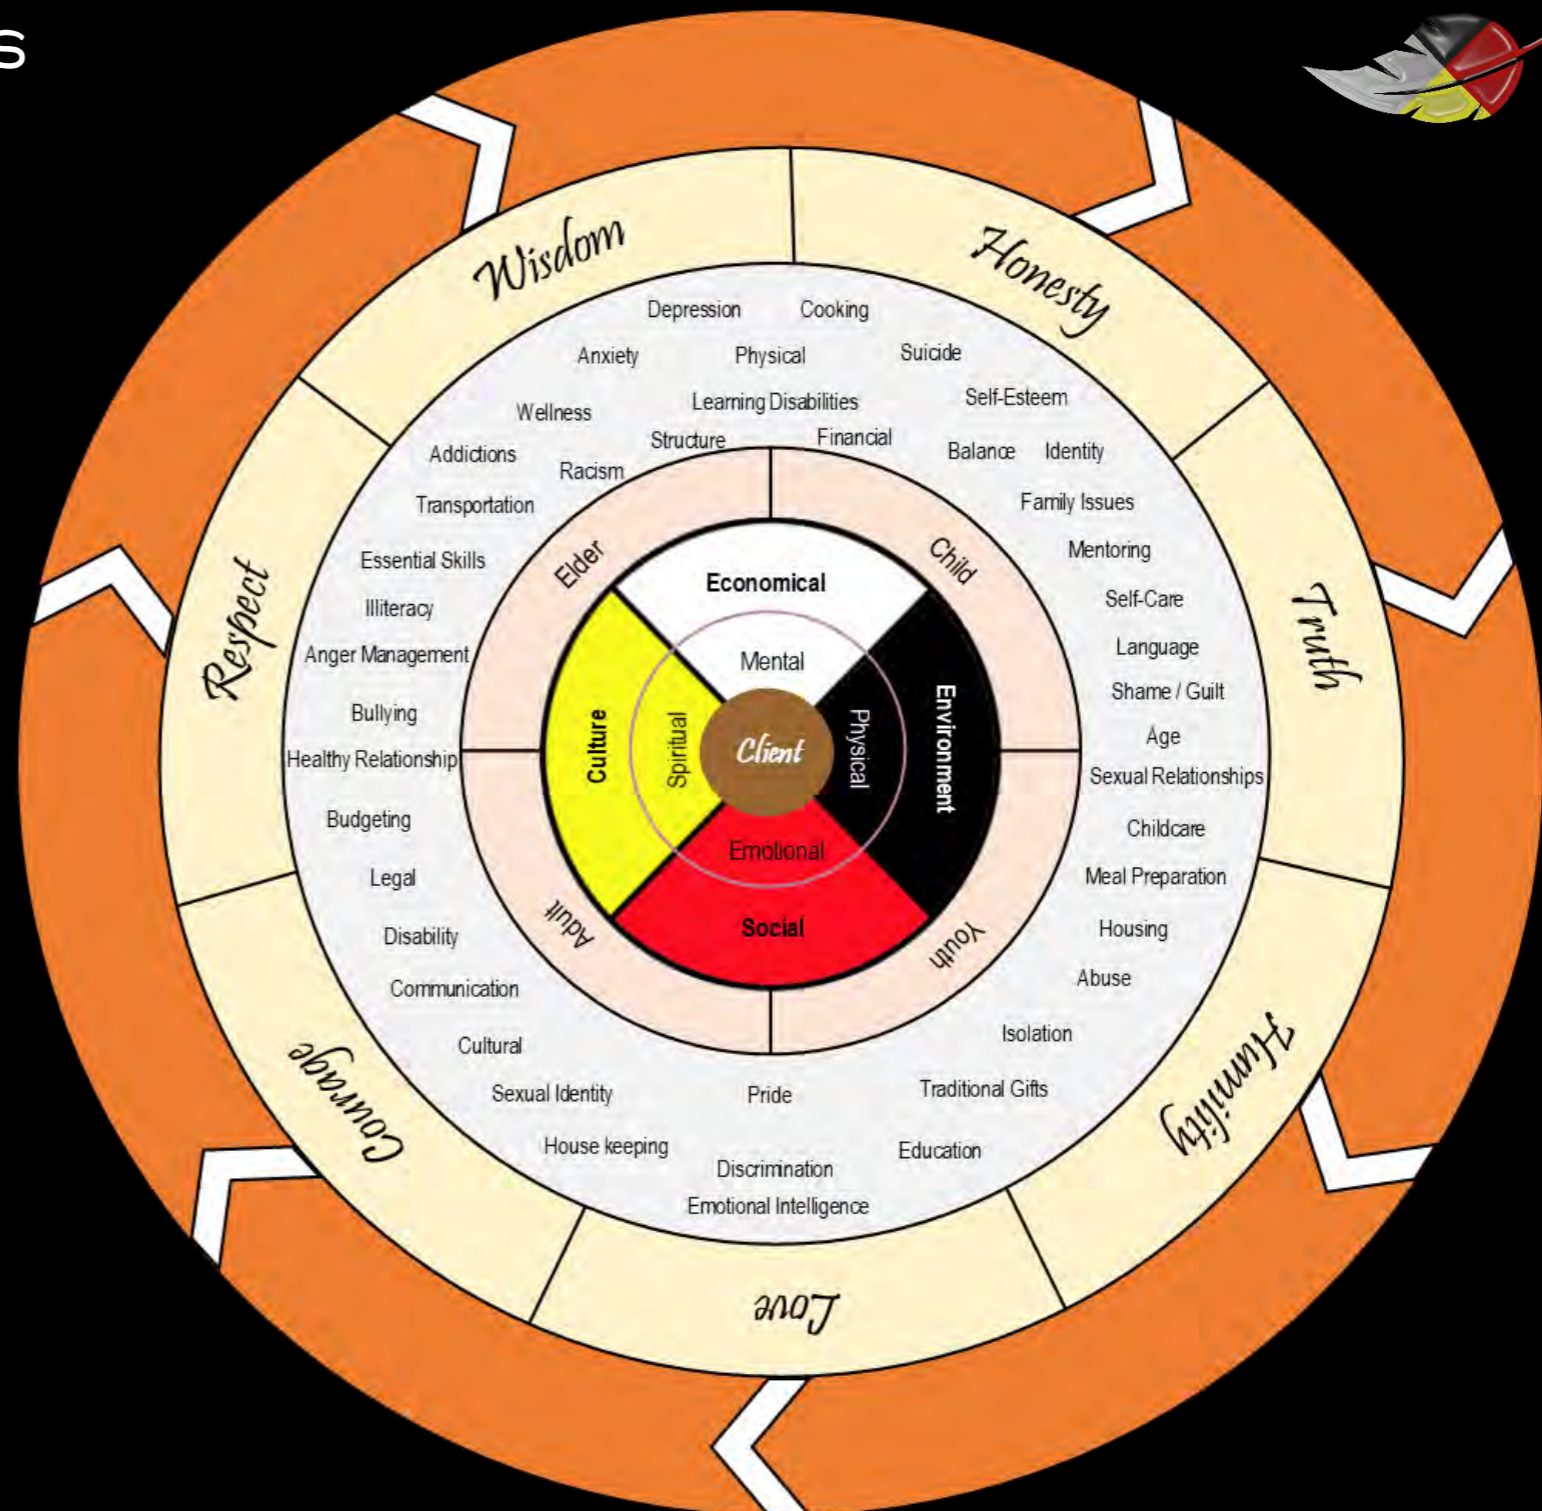 s
Wisdom
Honesty
Truth
Humility
Love
Courage
Respect
Depression
Cooking
Anxiety
Physical
Suicide
Wellness
Learning Disabilities
Self-Esteem
Structure
Financial
Addictions
Racism
Balance
Identity
Transportation
Family Issues
Essential Skills
Mentoring
Illiteracy
Self-Care
Anger Management
Language
Shame / Guilt
Bullying
Age
Healthy Relationship
Sexual Relationships
Budgeting
Childcare
Legal
Meal Preparation
Disability
Housing
Communication
Abuse
Cultural
Isolation
Sexual Identity
Pride
Traditional Gifts
House keeping
Education
Discrimination
Emotional Intelligence
Elder
Child
Youth
Adult
Economical
Mental
Culture
Spiritual
Client
Physical
Environment
Emotional
Social